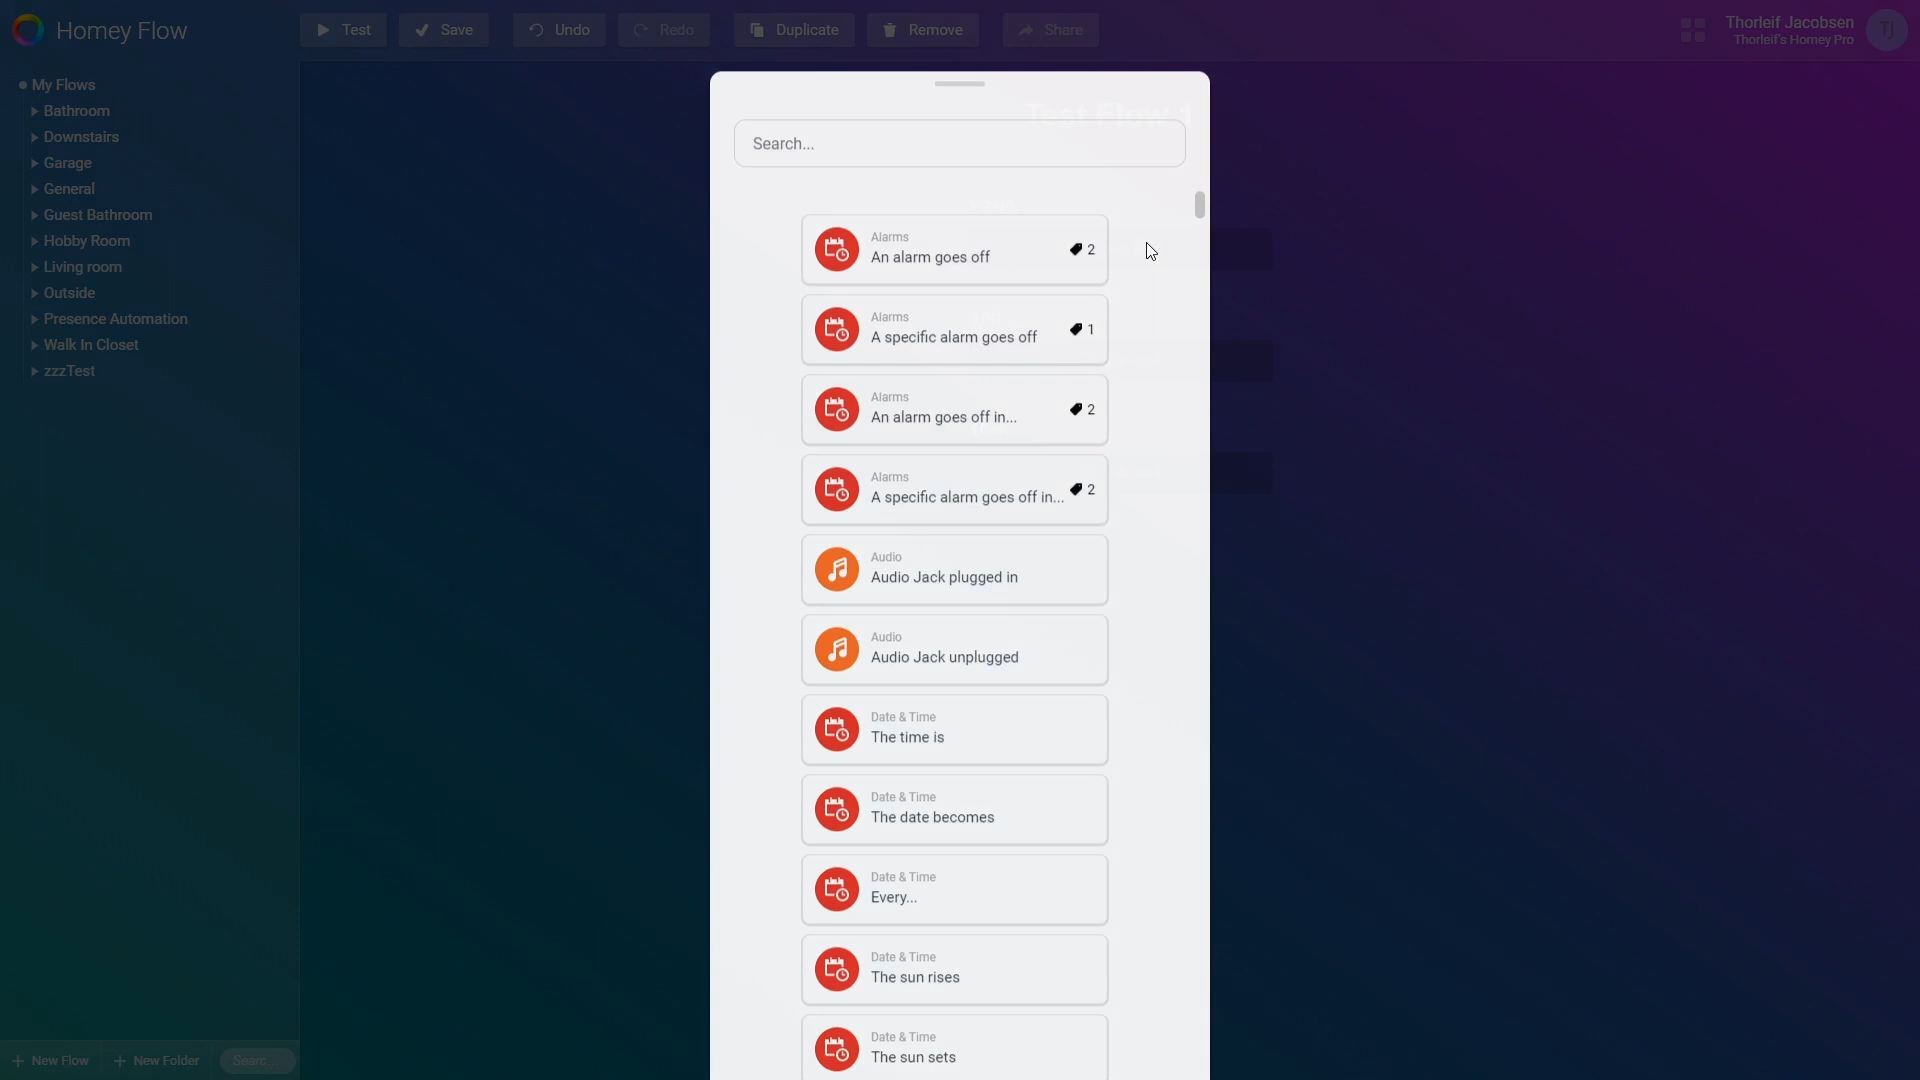 Homey Flow
Test
Save
Undo
Redo
Duplicate
Remove
Share
Thorleif Jacobsen
Thorleif's Homey Pro
TJ
My Flows
Bathroom
Downstairs
Garage
General
Guest Bathroom
Hobby Room
Living room
Outside
Presence Automation
Walk In Closet
zzzTest
New Flow
New Folder
Searc...
Test Flow 1
Search...
Alarms
An alarm goes off
2
Alarms
A specific alarm goes off
1
Alarms
An alarm goes off in...
2
Alarms
A specific alarm goes off in...
2
Audio
Audio Jack plugged in
Audio
Audio Jack unplugged
Date & Time
The time is
Date & Time
The date becomes
Date & Time
Every...
Date & Time
The sun rises
Date & Time
The sun sets